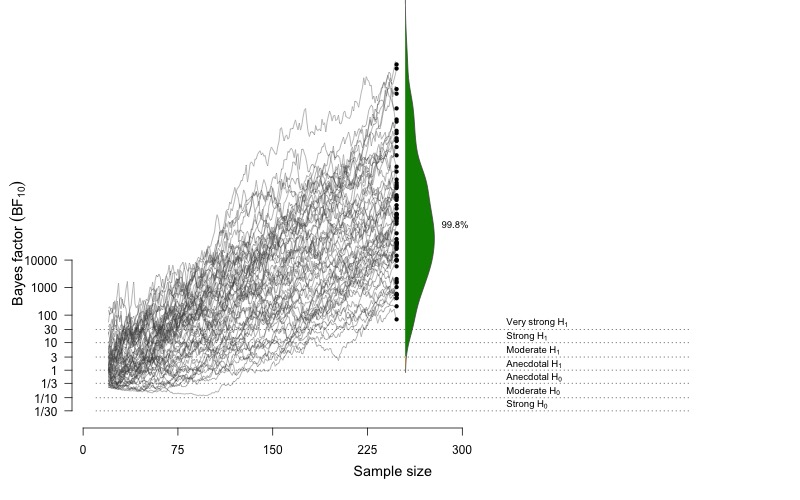 Bayes factor (BF₁₀)
10000
1000
100
30
10
3
1
1/3
1/10
1/30
99.8%
Very strong H₁
Strong H₁
Moderate H₁
Anecdotal H₁
Anecdotal H₀
Moderate H₀
Strong H₀
0 75 150 225 300
Sample size